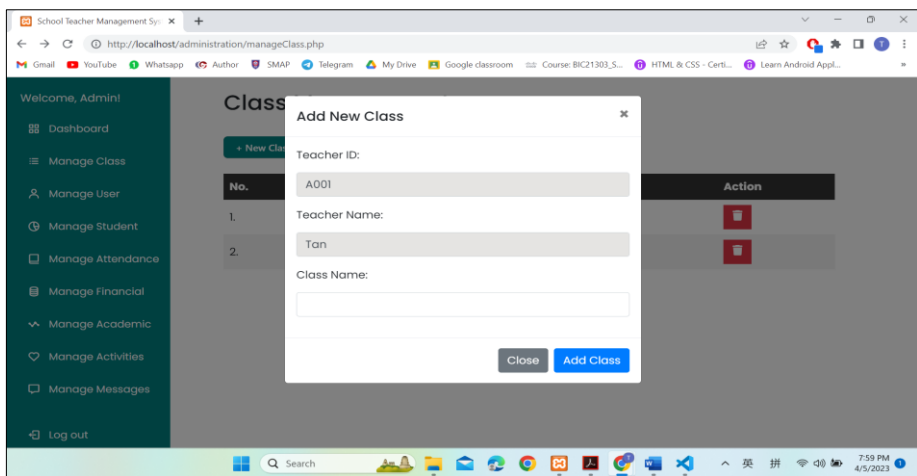 School Teacher Management Sys
http://localhost/administration/manageClass.php
Gmail YouTube Whatsapp Author SMAP Telegram My Drive Google classroom Course: BIC21303_S... HTML & CSS - Certi... Learn Android Appl...
Welcome, Admin!
Dashboard
Manage Class
Manage User
Manage Student
Manage Attendance
Manage Financial
Manage Academic
Manage Activities
Manage Messages
Log out
Class
+ New Clas
No. Action
1.
2.
Add New Class
Teacher ID:
A001
Teacher Name:
Tan
Class Name:
Close Add Class
Search
英 拼 7:59 PM
4/5/2023